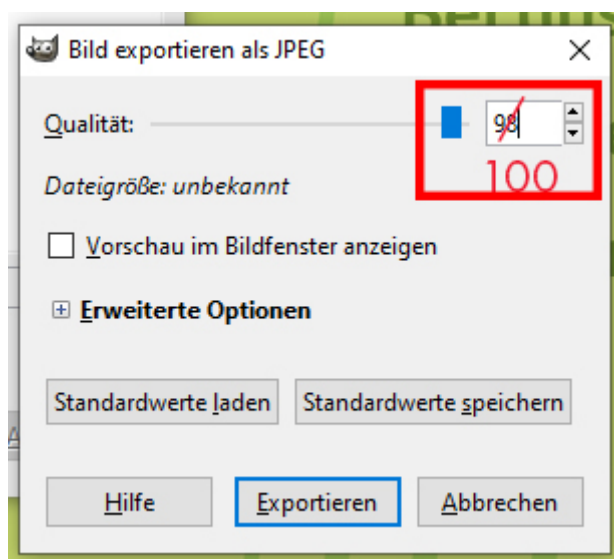 Bild exportieren als JPEG
Qualität:
98
100
Dateigröße: unbekannt
Vorschau im Bildfenster anzeigen
Erweiterte Optionen
Standardwerte laden
Standardwerte speichern
Hilfe
Exportieren
Abbrechen